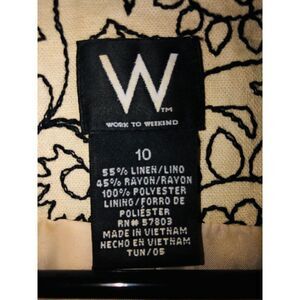 W™
WORK TO WEEKEND
10
55% LINEN/LINO
45% RAYON/RAYON
100% POLYESTER
LINING/FORRO DE
POLIÉSTER
RN# 57803
MADE IN VIETNAM
HECHO EN VIETNAM
TUN/05